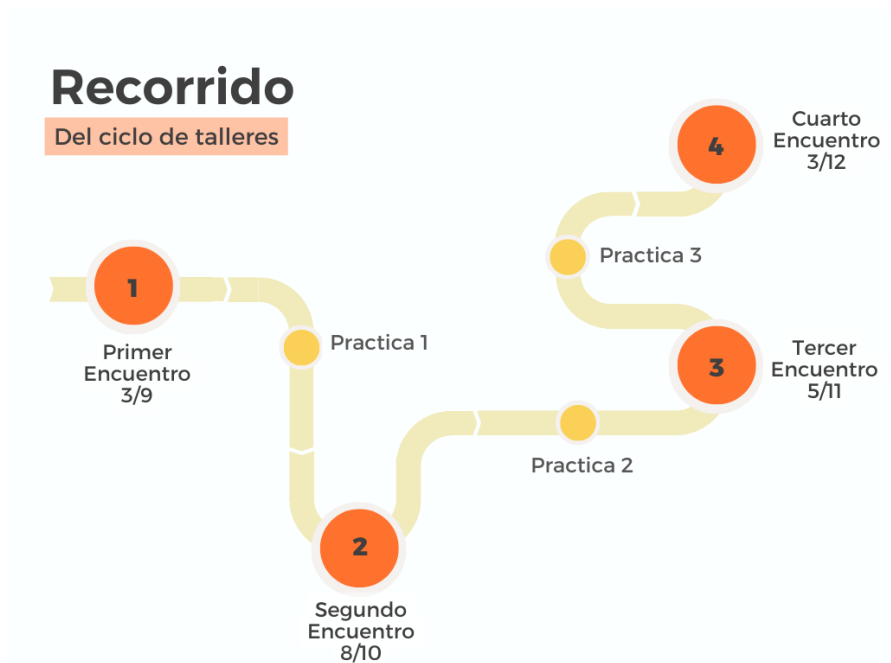 Recorrido
Del ciclo de talleres
1
Primer
Encuentro
3/9
Practica 1
2
Segundo
Encuentro
8/10
Practica 2
3
Tercer
Encuentro
5/11
Practica 3
4
Cuarto
Encuentro
3/12